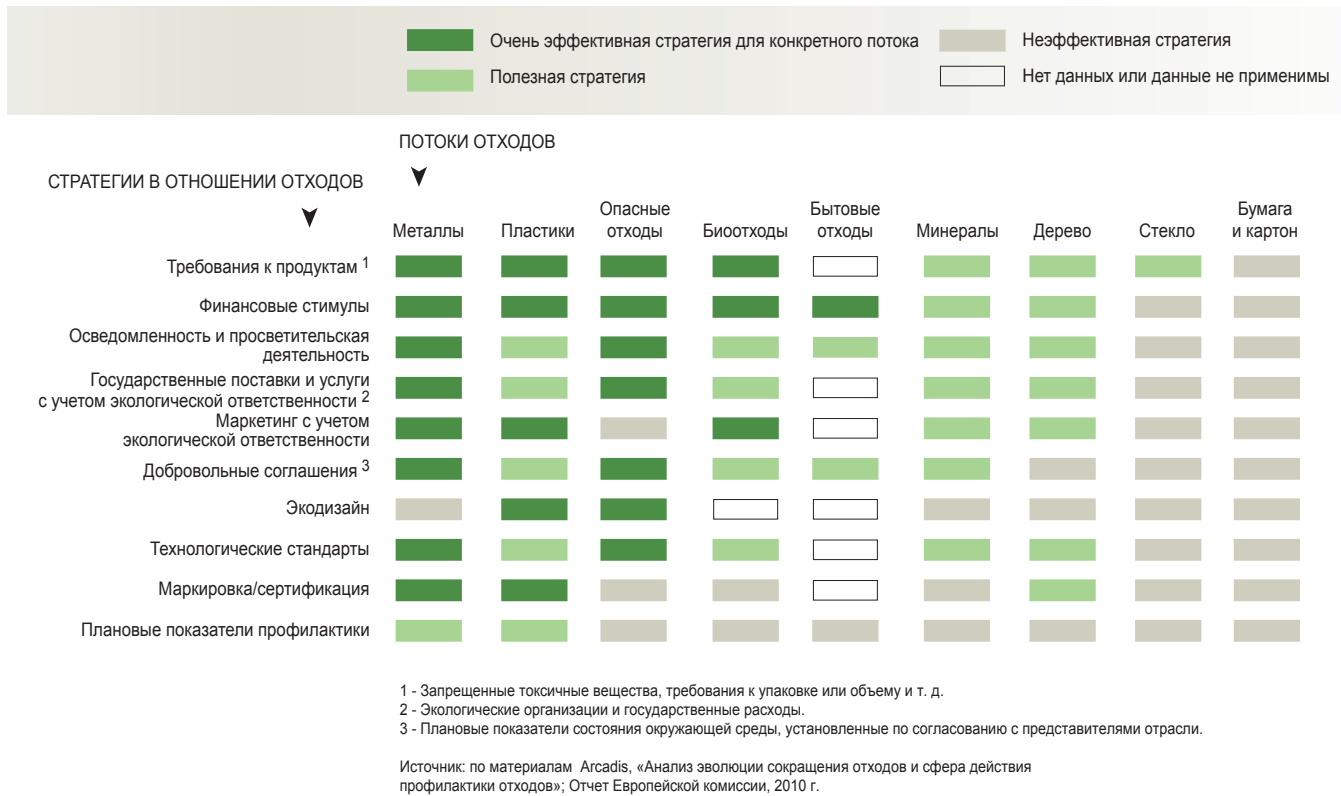 Очень эффективная стратегия для конкретного потока
Неэффективная стратегия
Полезная стратегия
Нет данных или данные не применимы
ПОТОКИ ОТХОДОВ
СТРАТЕГИИ В ОТНОШЕНИИ ОТХОДОВ
Металлы
Пластики
Опасные
отходы
Биоотходы
Бытовые
отходы
Минералы
Дерево
Стекло
Бумага
и картон
Требования к продуктам 1
Финансовые стимулы
Осведомленность и просветительская
деятельность
Государственные поставки и услуги
с учетом экологической ответственности 2
Маркетинг с учетом
экологической ответственности
Добровольные соглашения 3
Экодизайн
Технологические стандарты
Маркировка/сертификация
Плановые показатели профилактики
1 - Запрещенные токсичные вещества, требования к упаковке или объему и т. д.
2 - Экологические организации и государственные расходы.
3 - Плановые показатели состояния окружающей среды, установленные по согласованию с представителями отрасли.
Источник: по материалам Arcadis, «Анализ эволюции сокращения отходов и сфера действия
профилактики отходов»; Отчет Европейской комиссии, 2010 г.